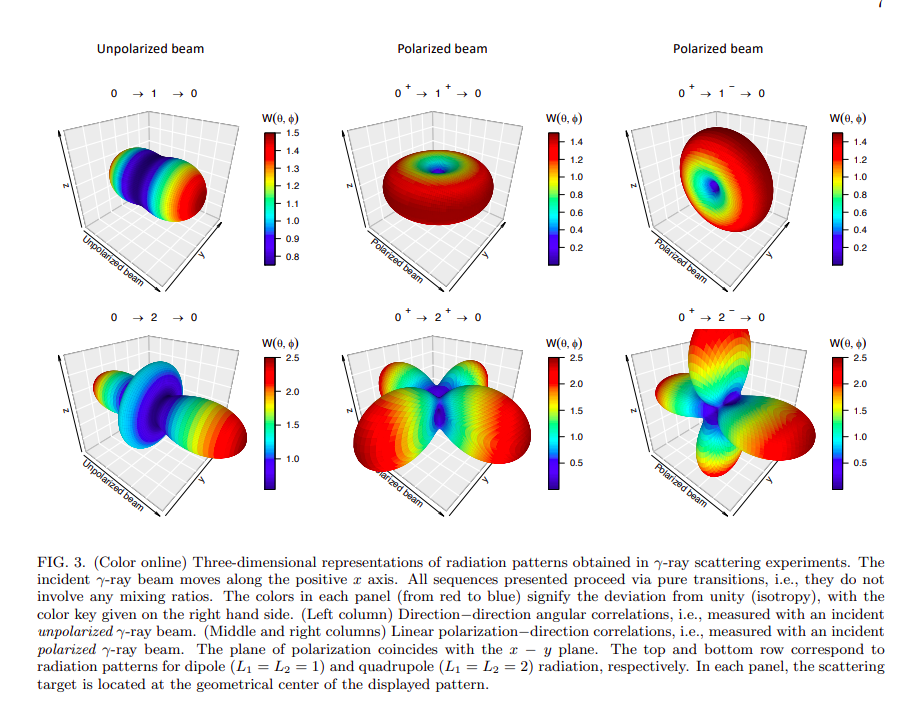 7
Unpolarized beam Polarized beam Polarized beam
0 → 1 → 0 0 + → 1 + → 0 0 + → 1 − → 0
W(θ, ϕ) W(θ, ϕ) W(θ, ϕ)
1.5
1.4
1.3
1.2
1.1
1.0
0.9
0.8
z
Unpolarized beam
y
1.4
1.2
1.0
0.8
0.6
0.4
0.2
z
Polarized beam
y
1.4
1.2
1.0
0.8
0.6
0.4
0.2
z
Polarized beam
y
0 → 2 → 0 0 + → 2 + → 0 0 + → 2 − → 0
W(θ, ϕ) W(θ, ϕ) W(θ, ϕ)
2.5
2.0
1.5
1.0
z
Unpolarized beam
y
2.5
2.0
1.5
1.0
0.5
z
larized beam
y
2.5
2.0
1.5
1.0
0.5
z
Polarized beam
y
FIG. 3. (Color online) Three-dimensional representations of radiation patterns obtained in γ-ray scattering experiments. The
incident γ-ray beam moves along the positive x axis. All sequences presented proceed via pure transitions, i.e., they do not
involve any mixing ratios. The colors in each panel (from red to blue) signify the deviation from unity (isotropy), with the
color key given on the right hand side. (Left column) Direction−direction angular correlations, i.e., measured with an incident
unpolarized γ-ray beam. (Middle and right columns) Linear polarization−direction correlations, i.e., measured with an incident
polarized γ-ray beam. The plane of polarization coincides with the x − y plane. The top and bottom row correspond to
radiation patterns for dipole (L₁ = L₂ = 1) and quadrupole (L₁ = L₂ = 2) radiation, respectively. In each panel, the scattering
target is located at the geometrical center of the displayed pattern.